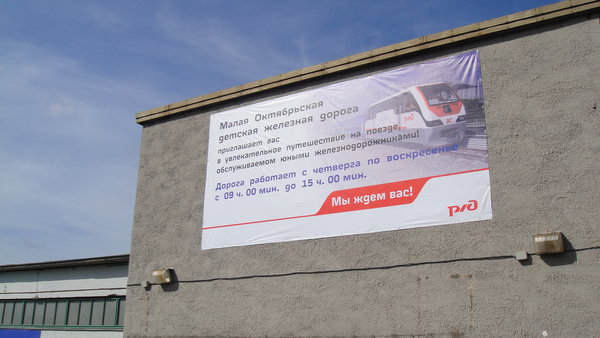 Малая Октябрьская
детская железная дорога
приглашает вас
в увлекательное путешествие на поезде,
обслуживаемом юными железнодорожниками!
Дорога работает с четверга по воскресенье
с 09 ч. 00 мин. до 15 ч. 00 мин.
Мы ждем вас!
ржд